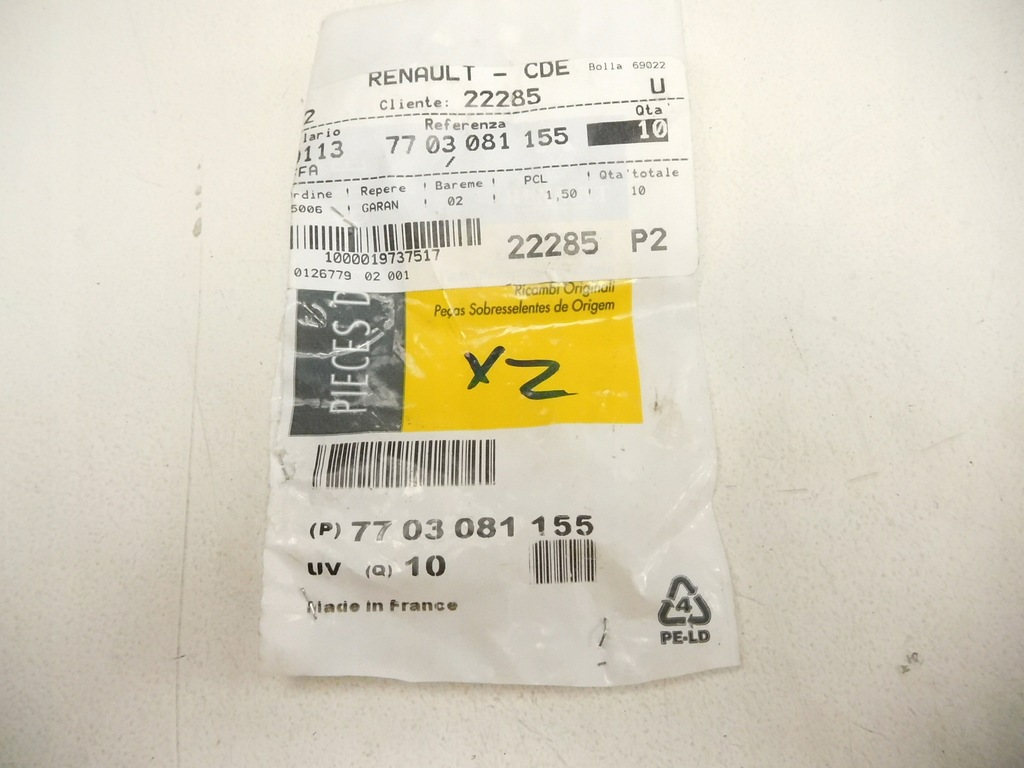 RENAULT - CDE Bolla 69022
Cliente: 22285 U
2 Referenza Qta'
113 77 03 081 155 10
FA
Repere Bareme PCL Qta'totale
5006 GARAN 02 1,50 10
1000019737517 22285 P2
0126779 02 001
Ricambi Originali
Peças Sobresselentes de Origem
PIECES D
x2
(P) 77 03 081 155
UV (Q) 10
Made in France
4
PE-LD